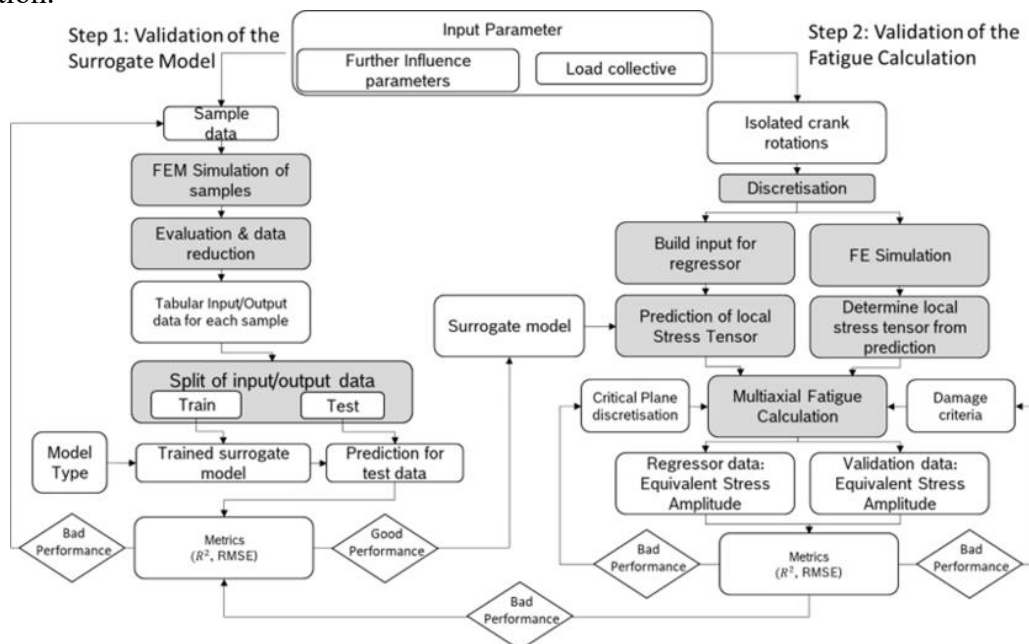 tion.
Step 1: Validation of the
Surrogate Model
Input Parameter
Further Influence
parameters
Load collective
Step 2: Validation of the
Fatigue Calculation
Sample
data
FEM Simulation of
samples
Evaluation & data
reduction
Tabular Input/Output
data for each sample
Split of input/output data
Train
Test
Model
Type
Trained surrogate
model
Prediction for
test data
Bad
Performance
Metrics
(R², RMSE)
Good
Performance
Isolated crank
rotations
Discretisation
Build input for
regressor
FE Simulation
Surrogate model
Prediction of local
Stress Tensor
Determine local
stress tensor from
prediction
Critical Plane
discretisation
Multiaxial Fatigue
Calculation
Damage
criteria
Regressor data:
Equivalent Stress
Amplitude
Validation data:
Equivalent Stress
Amplitude
Bad
Performance
Metrics
(R², RMSE)
Bad
Performance
Bad
Performance